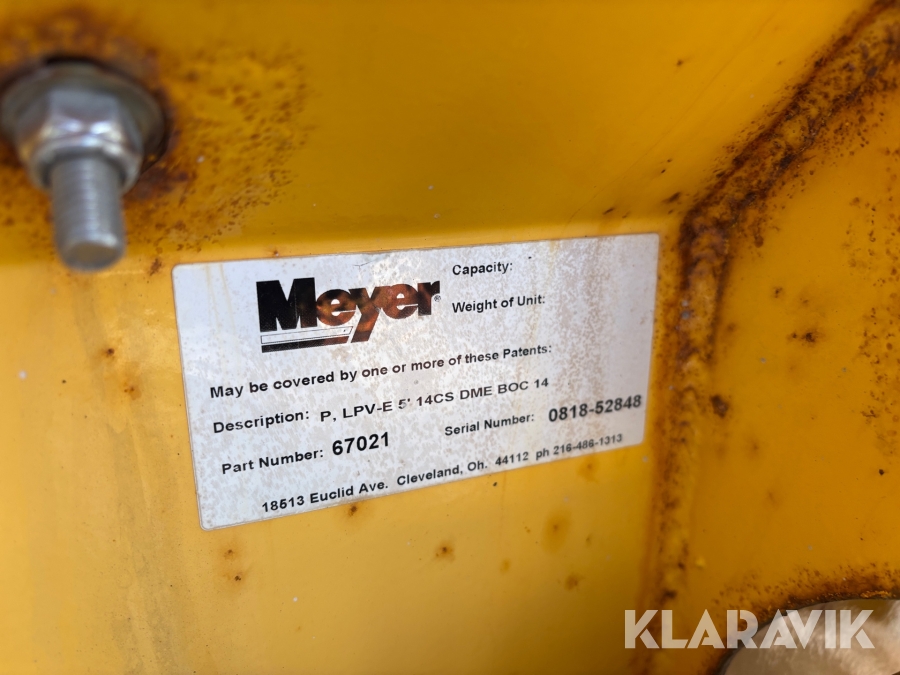 Meyer®
Capacity:
Weight of Unit:
May be covered by one or more of these Patents:
Description: P, LPV-E 5' 14CS DME BOC 14
Part Number: 67021 Serial Number: 0818-52848
18513 Euclid Ave. Cleveland, Oh. 44112 ph 216-486-1313
KLARAVIK